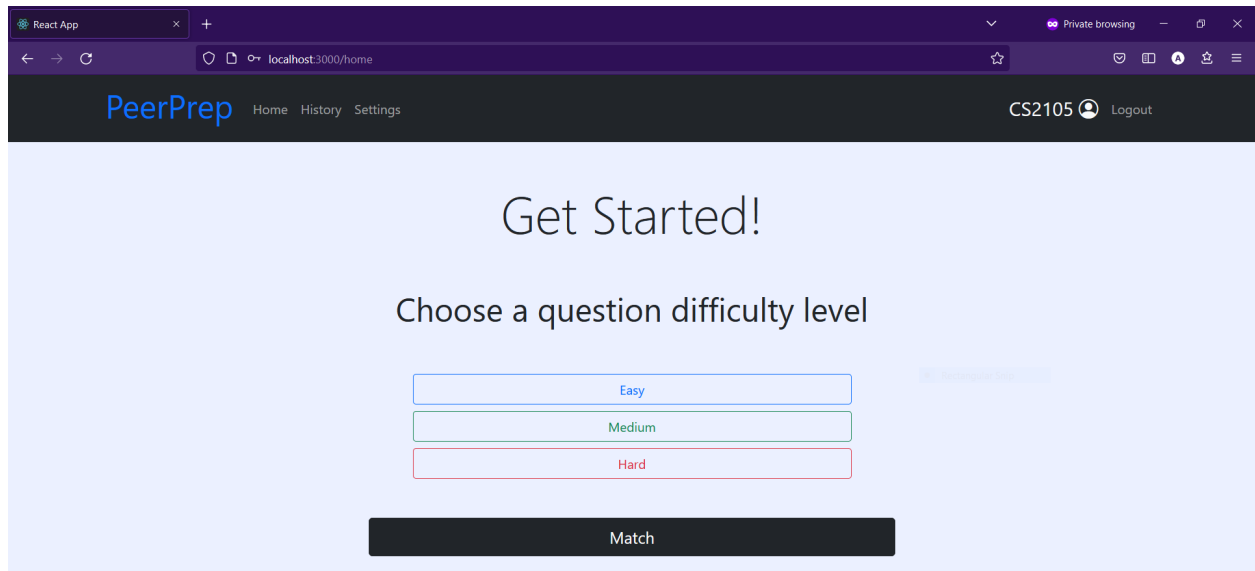 React App
Private browsing
localhost:3000/home
A
PeerPrep Home History Settings CS2105 Logout
Get Started!
Choose a question difficulty level
Easy
Medium
Hard
Match